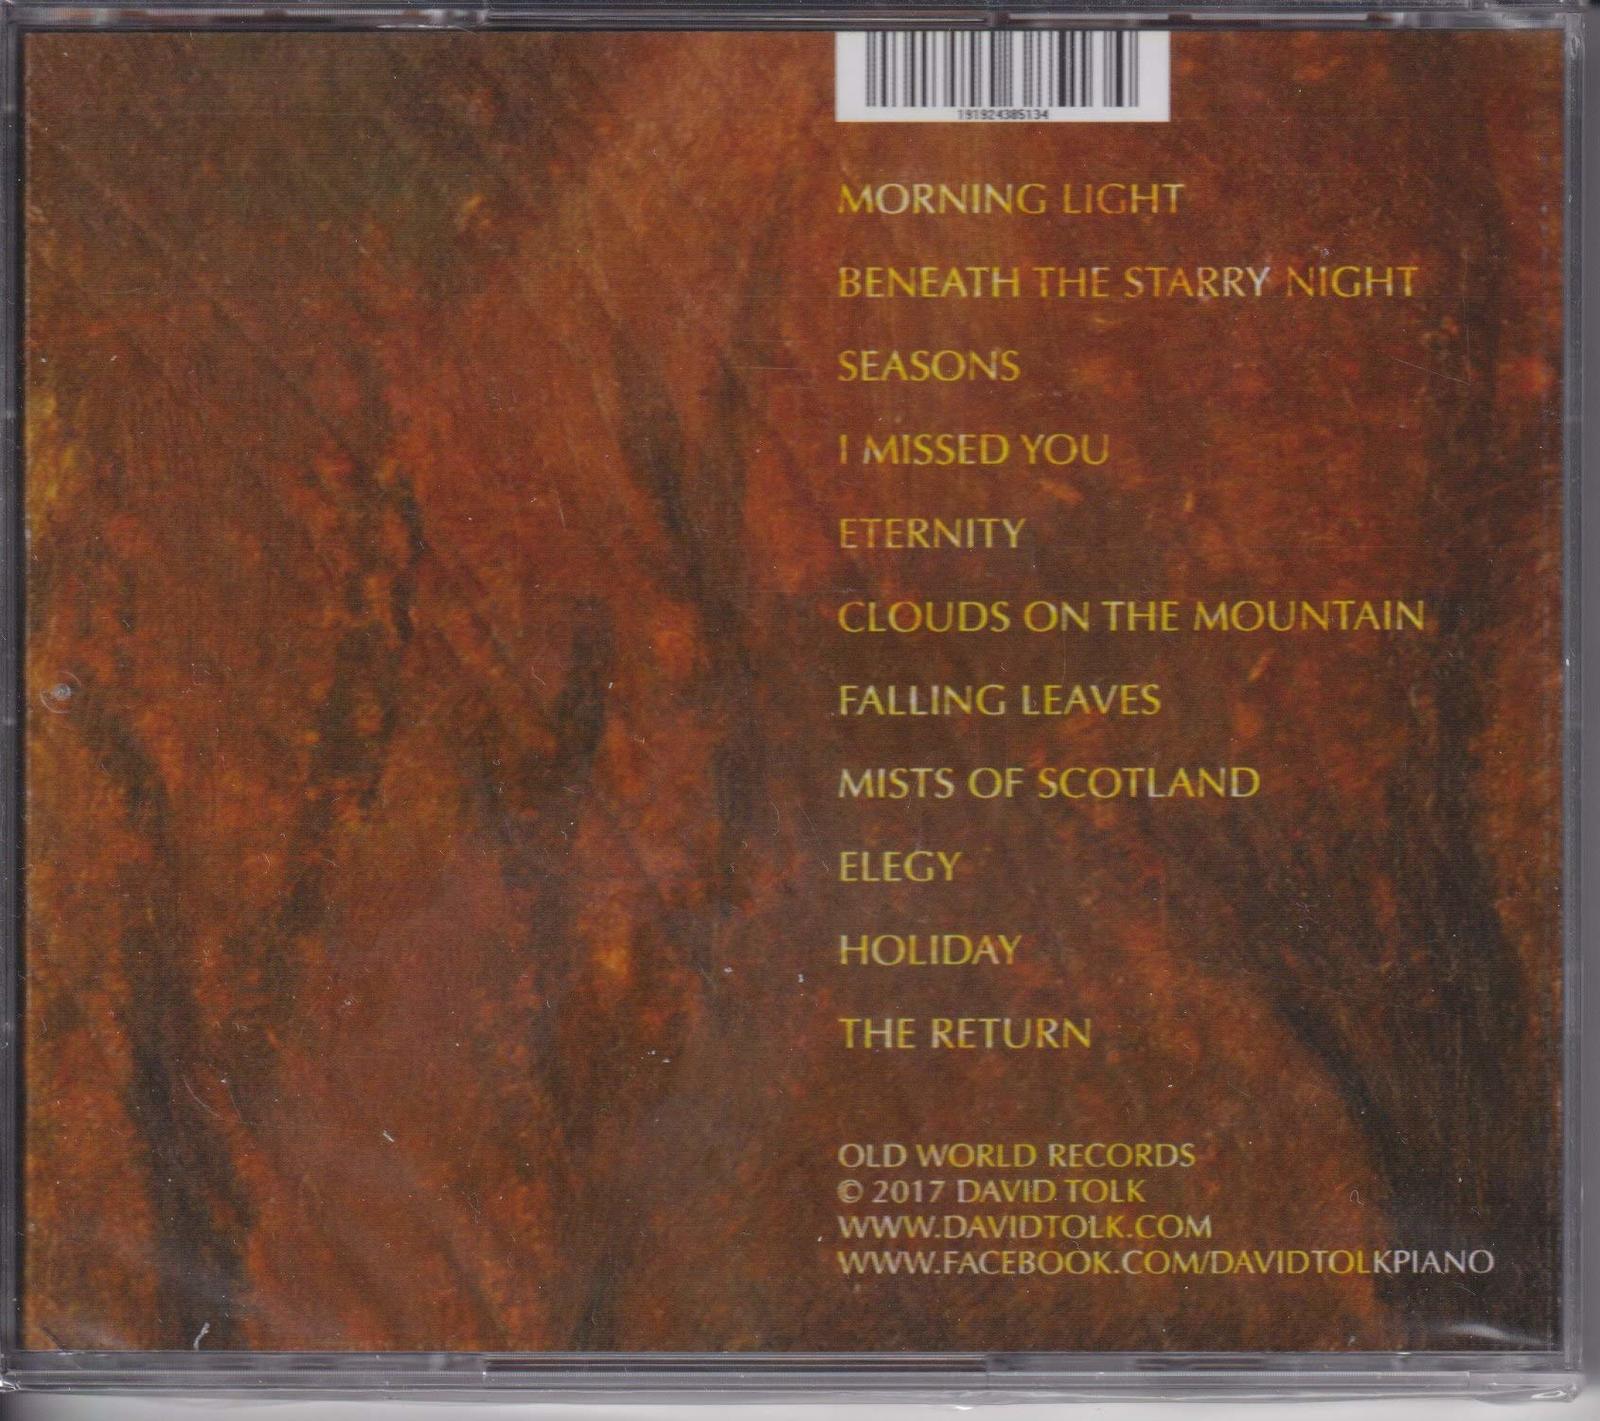 191924385134
MORNING LIGHT
BENEATH THE STARRY NIGHT
SEASONS
I MISSED YOU
ETERNITY
CLOUDS ON THE MOUNTAIN
FALLING LEAVES
MISTS OF SCOTLAND
ELEGY
HOLIDAY
THE RETURN
OLD WORLD RECORDS
© 2017 DAVID TOLK
WWW.DAVIDTOLK.COM
WWW.FACEBOOK.COM/DAVIDTOLKPIANO